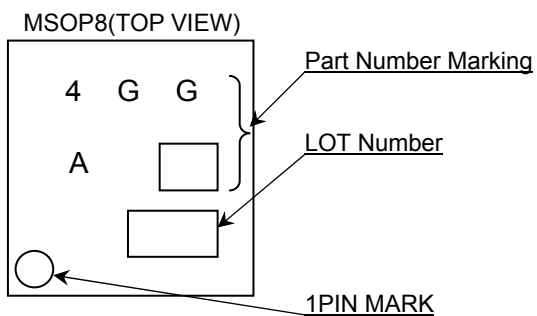 MSOP8(TOP VIEW)
Part Number Marking
4 G G
A
LOT Number
1PIN MARK